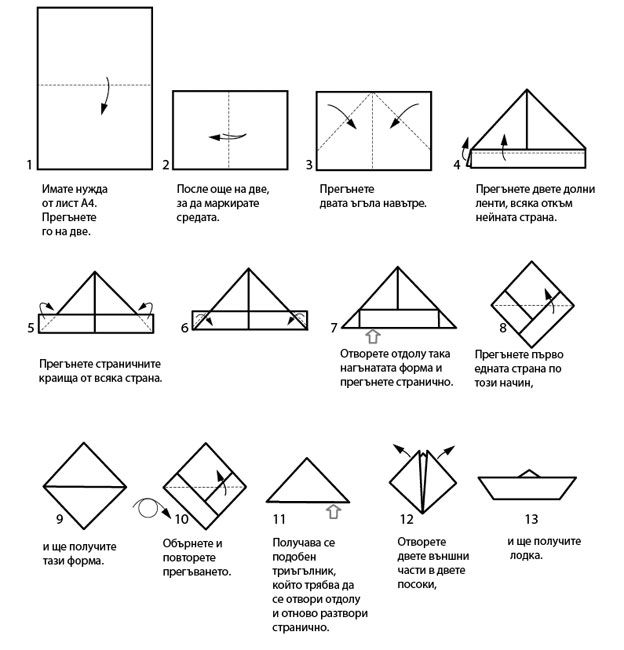 1
Имате нужда
от лист А4.
Прегънете
го на две.
2
После още на две,
за да маркирате
средата.
3
Прегънете
двата ъгъла навътре.
4
Прегънете двете долни
ленти, всяка откъм
нейната страна.
5
Прегънете страничните
краища от всяка страна.
6
7
Отворете отдолу така
нагънатата форма и
прегънете странично.
8
Прегънете първо
едната страна по
този начин,
9
и ще получите
тази форма.
10
Обърнете и
повторете
прегъването.
11
Получава се
подобен
триъгълник,
който трябва да
се отвори отдолу
и отново разтвори
странично.
12
Отворете
двете външни
части в двете
посоки,
13
и ще получите
лодка.